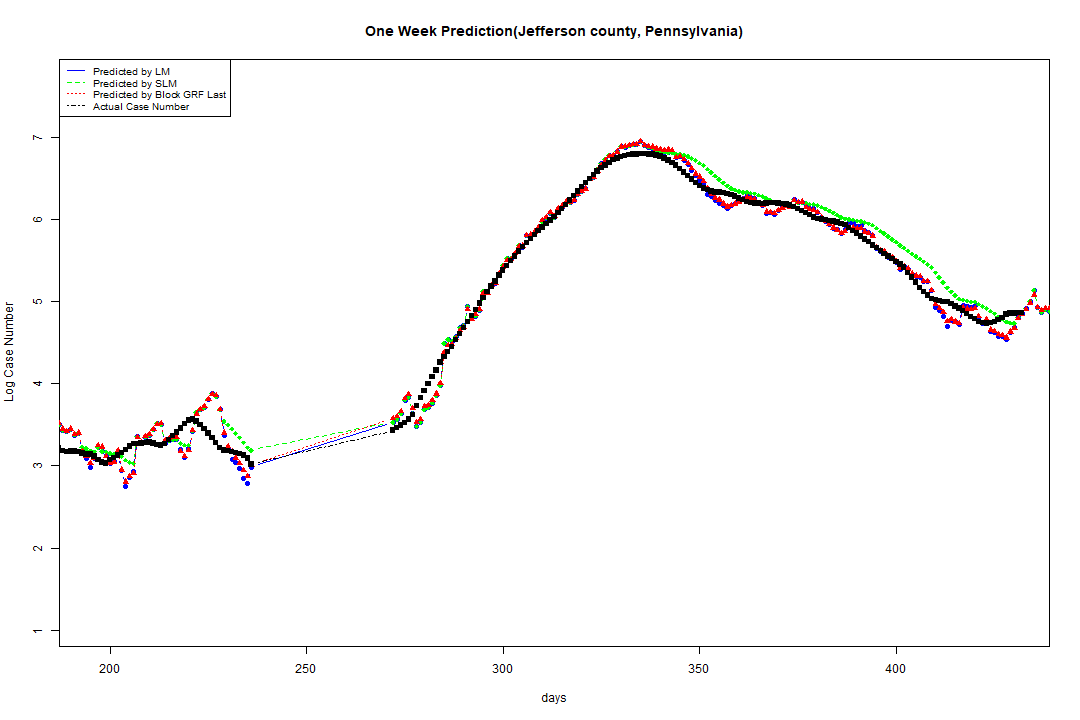 One Week Prediction(Jefferson county, Pennsylvania)
Predicted by LM
Predicted by SLM
Predicted by Block GRF Last
Actual Case Number
7
6
5
4
3
2
1
Log Case Number
200 250 300 350 400
days